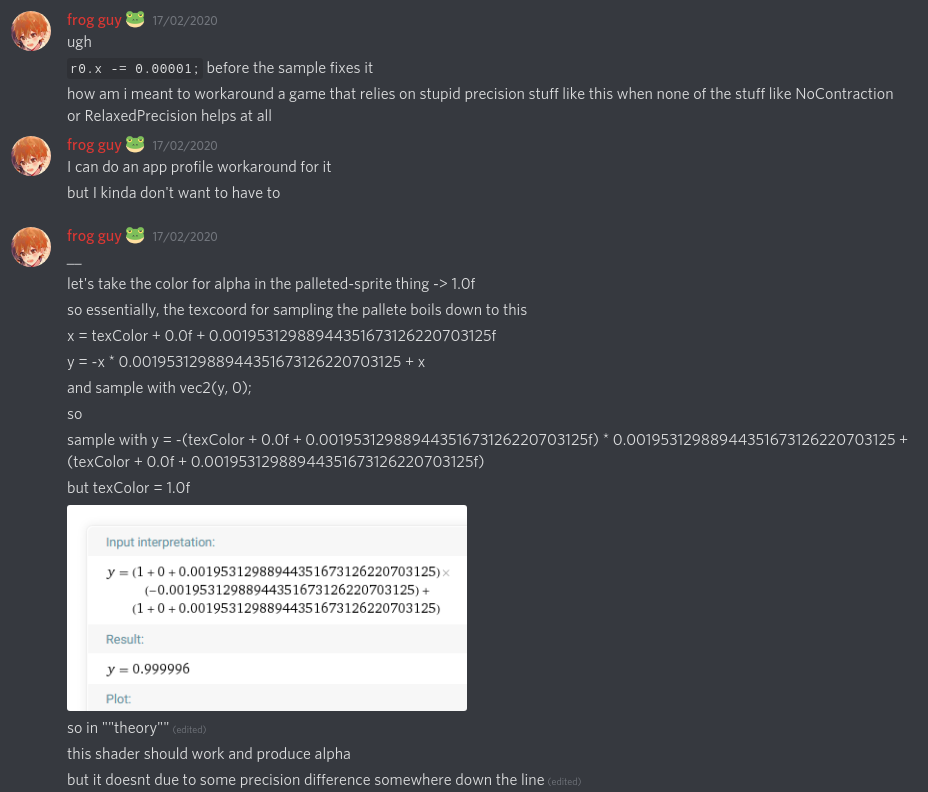 frog guy 🐸 17/02/2020
ugh
r0.x -= 0.00001; before the sample fixes it
how am i meant to workaround a game that relies on stupid precision stuff like this when none of the stuff like NoContraction
or RelaxedPrecision helps at all
frog guy 🐸 17/02/2020
I can do an app profile workaround for it
but I kinda don't want to have to
frog guy 🐸 17/02/2020
__
let's take the color for alpha in the palleted-sprite thing -> 1.0f
so essentially, the texcoord for sampling the pallete boils down to this
x = texColor + 0.0f + 0.001953129889443516731262207031​25f
y = -x * 0.00195312988944351673126220703125 + x
and sample with vec2(y, 0);
so
sample with y = -(texColor + 0.0f + 0.00195312988944351673126220703125f) * 0.00195312988944351673126220703125 +
(texColor + 0.0f + 0.00195312988944351673126220703125f)
but texColor = 1.0f
Input interpretation:
y = (1 + 0 + 0.00195312988944351673126220703125)×
(−0.00195312988944351673126220703125) +
(1 + 0 + 0.00195312988944351673126220703125)
Result:
y = 0.999996
Plot:
so in ""theory"" (edited)
this shader should work and produce alpha
but it doesnt due to some precision difference somewhere down the line (edited)